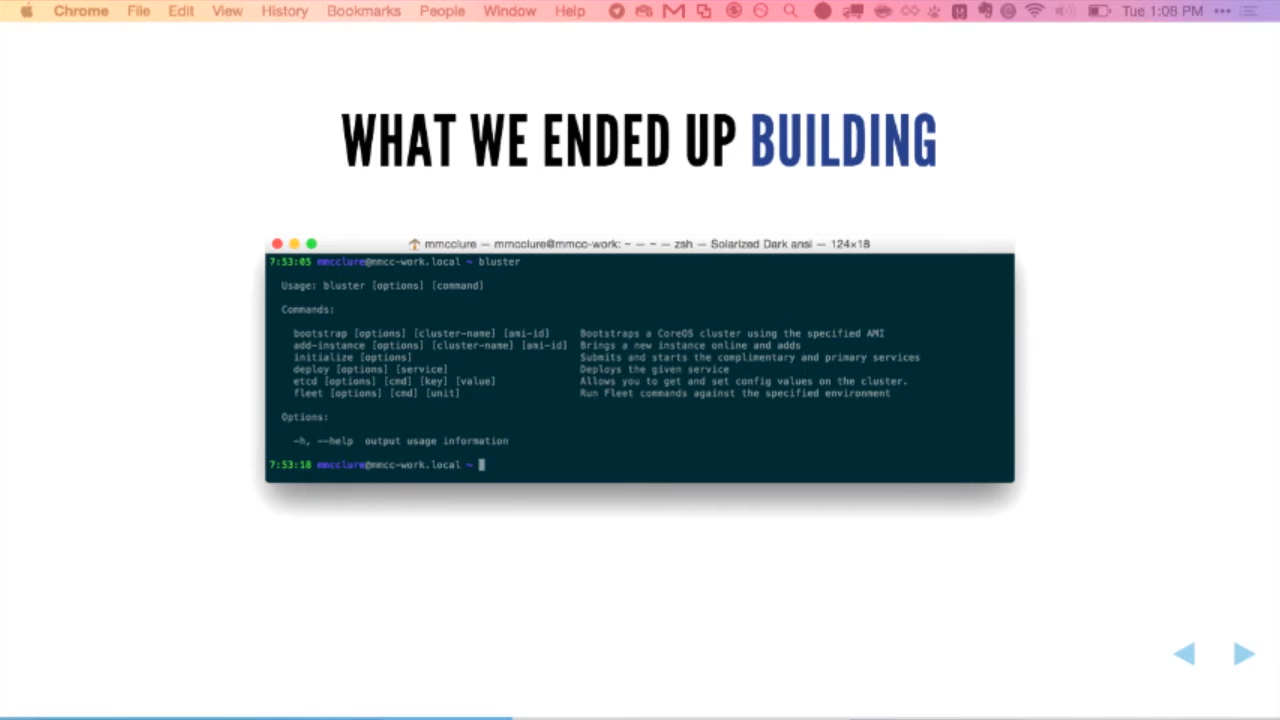 Chrome File Edit View History Bookmarks People Window Help Tue 1:08 PM
WHAT WE ENDED UP BUILDING
mmcclure — mmcclure@mmcc-work: ~ — ~ — zsh — Solarized Dark ansi — 124×18
7:53:05 mmcclure@mmcc-work.local ~ bluster
Usage: bluster [options] [command]
Commands:
bootstrap [options] [cluster-name] [ami-id] Bootstraps a CoreOS cluster using the specified AMI
add-instance [options] [cluster-name] [ami-id] Brings a new instance online and adds
initialize [options] Submits and starts the complimentary and primary services
deploy [options] [service] Deploys the given service
etcd [options] [cmd] [key] [value] Allows you to get and set config values on the cluster.
fleet [options] [cmd] [unit] Run Fleet commands against the specified environment
Options:
-h, --help output usage information
7:53:18 mmcclure@mmcc-work.local ~